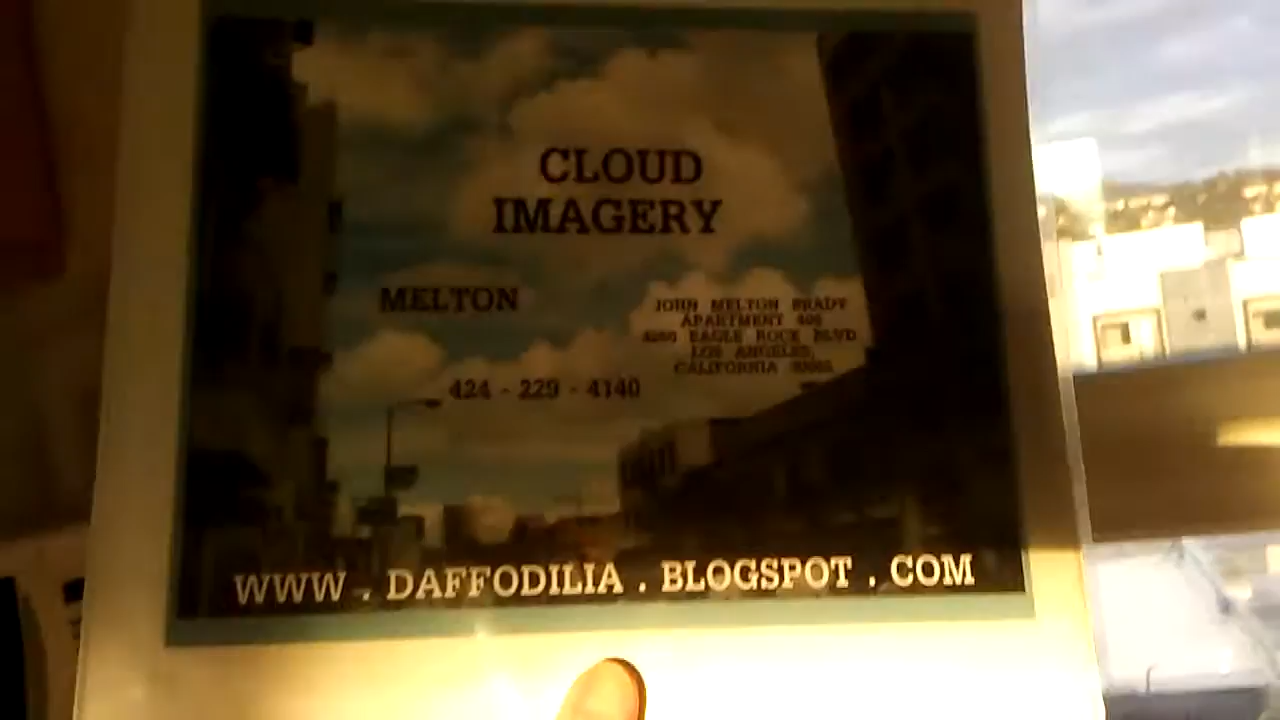 CLOUD
IMAGERY
MELTON
JOHN MELTON BRADY
APARTMENT
EAGLE ROCK BLVD
LOS ANGELES,
CALIFORNIA
424 - 229 - 4140
WWW . DAFFODILIA . BLOGSPOT . COM